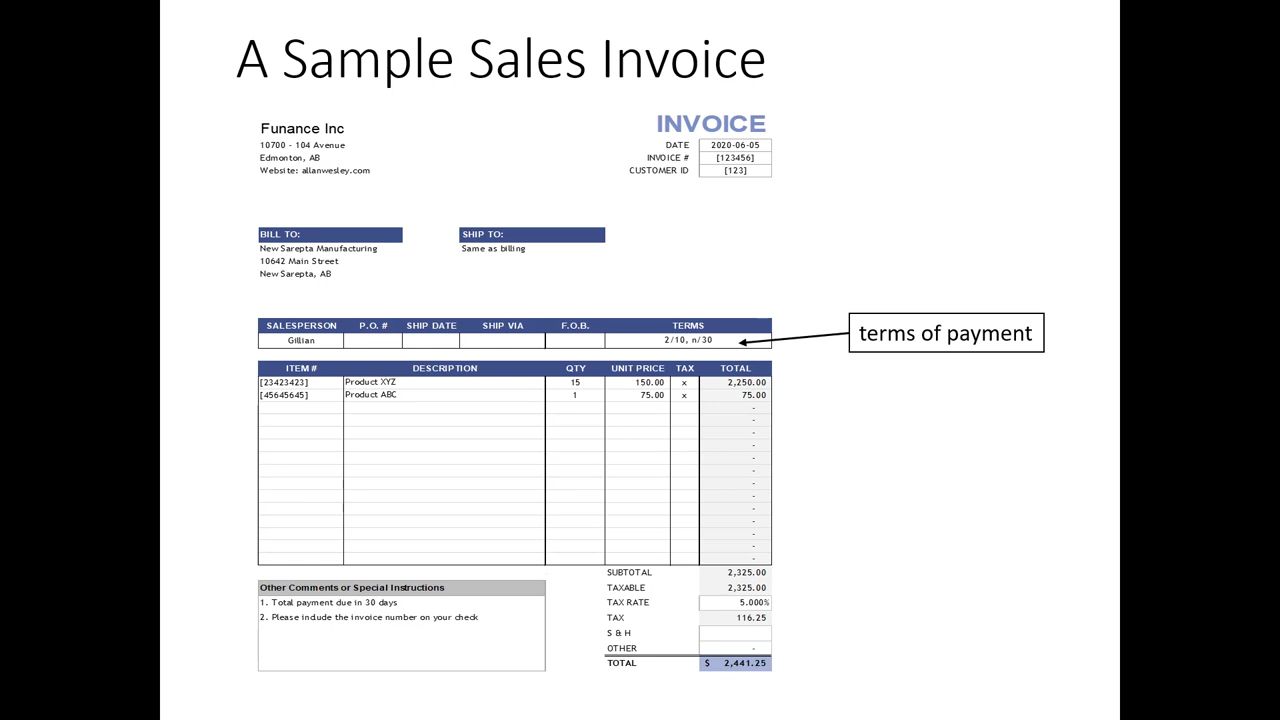 A Sample Sales Invoice
Funance Inc
INVOICE
10700 - 104 Avenue
DATE 2020-06-05
Edmonton, AB
INVOICE # [123456]
Website: allanwesley.com
CUSTOMER ID [123]
BILL TO: SHIP TO:
New Sarepta Manufacturing Same as billing
10642 Main Street
New Sarepta, AB
SALESPERSON P.O. # SHIP DATE SHIP VIA F.O.B. TERMS
Gillian 2/10, n/30
terms of payment
ITEM # DESCRIPTION QTY UNIT PRICE TAX TOTAL
[23423423] Product XYZ 15 150.00 x 2,250.00
[45645645] Product ABC 1 75.00 x 75.00
-
-
-
-
-
-
-
-
-
-
-
-
-
SUBTOTAL 2,325.00
Other Comments or Special Instructions TAXABLE 2,325.00
1. Total payment due in 30 days TAX RATE 5.000%
2. Please include the invoice number on your check TAX 116.25
S & H
OTHER -
TOTAL $ 2,441.25